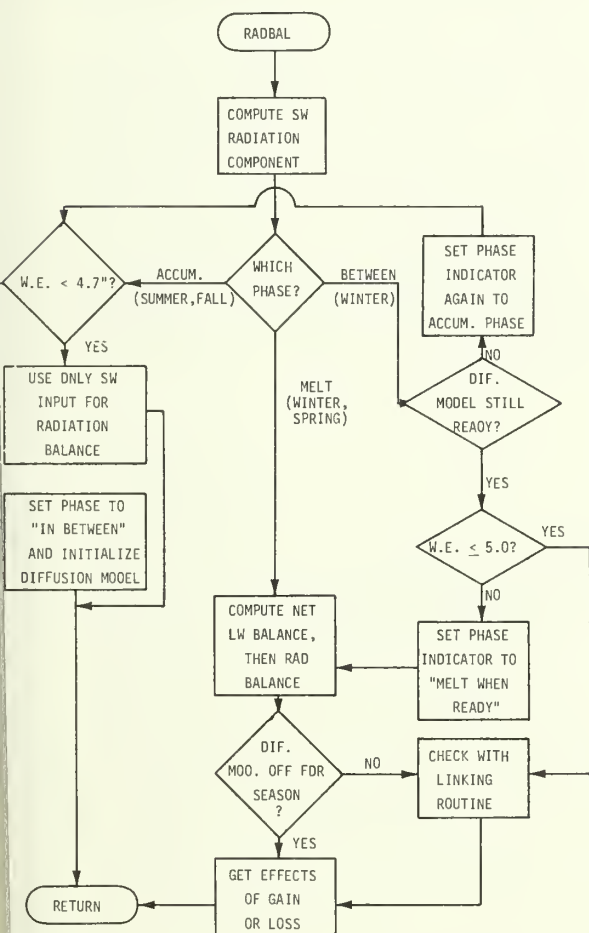 RADBAL
COMPUTE SW
RADIATION
COMPONENT
WHICH
PHASE?
ACCUM.
(SUMMER,FALL)
BETWEEN
(WINTER)
MELT
(WINTER,
SPRING)
W.E. < 4.7"?
YES
USE ONLY SW
INPUT FOR
RADIATION
BALANCE
SET PHASE TO
"IN BETWEEN"
AND INITIALIZE
DIFFUSION MODEL
SET PHASE
INDICATOR
AGAIN TO
ACCUM. PHASE
NO
DIF.
MODEL STILL
READY?
YES
W.E. ≤ 5.0?
YES
NO
SET PHASE
INDICATOR TO
"MELT WHEN
READY"
COMPUTE NET
LW BALANCE,
THEN RAD
BALANCE
DIF.
MOO. OFF FDR
SEASON
?
NO
YES
CHECK WITH
LINKING
ROUTINE
GET EFFECTS
OF GAIN
OR LOSS
RETURN